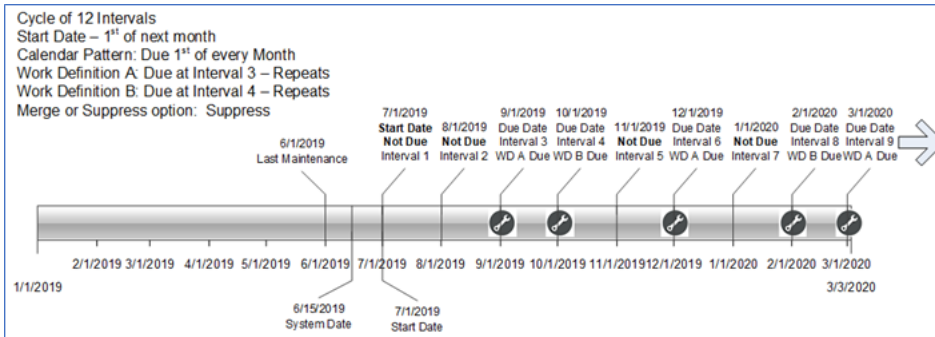 Cycle of 12 Intervals
Start Date – 1st of next month
Calendar Pattern: Due 1st of every Month
Work Definition A: Due at Interval 3 – Repeats
Work Definition B: Due at Interval 4 – Repeats
Merge or Suppress option: Suppress
6/1/2019
Last Maintenance
7/1/2019
Start Date
Not Due
Interval 1
8/1/2019
Not Due
Interval 2
9/1/2019
Due Date
Interval 3
WD A Due
10/1/2019
Due Date
Interval 4
WD B Due
11/1/2019
Not Due
Interval 5
12/1/2019
Due Date
Interval 6
WD A Due
1/1/2020
Not Due
Interval 7
2/1/2020
Due Date
Interval 8
WD B Due
3/1/2020
Due Date
Interval 9
WD A Due
2/1/2019 3/1/2019 4/1/2019 5/1/2019 6/1/2019 7/1/2019 8/1/2019 9/1/2019 10/1/2019 11/1/2019 12/1/2019 1/1/2020 2/1/2020 3/1/2020
1/1/2019 3/3/2020
6/15/2019
System Date
7/1/2019
Start Date